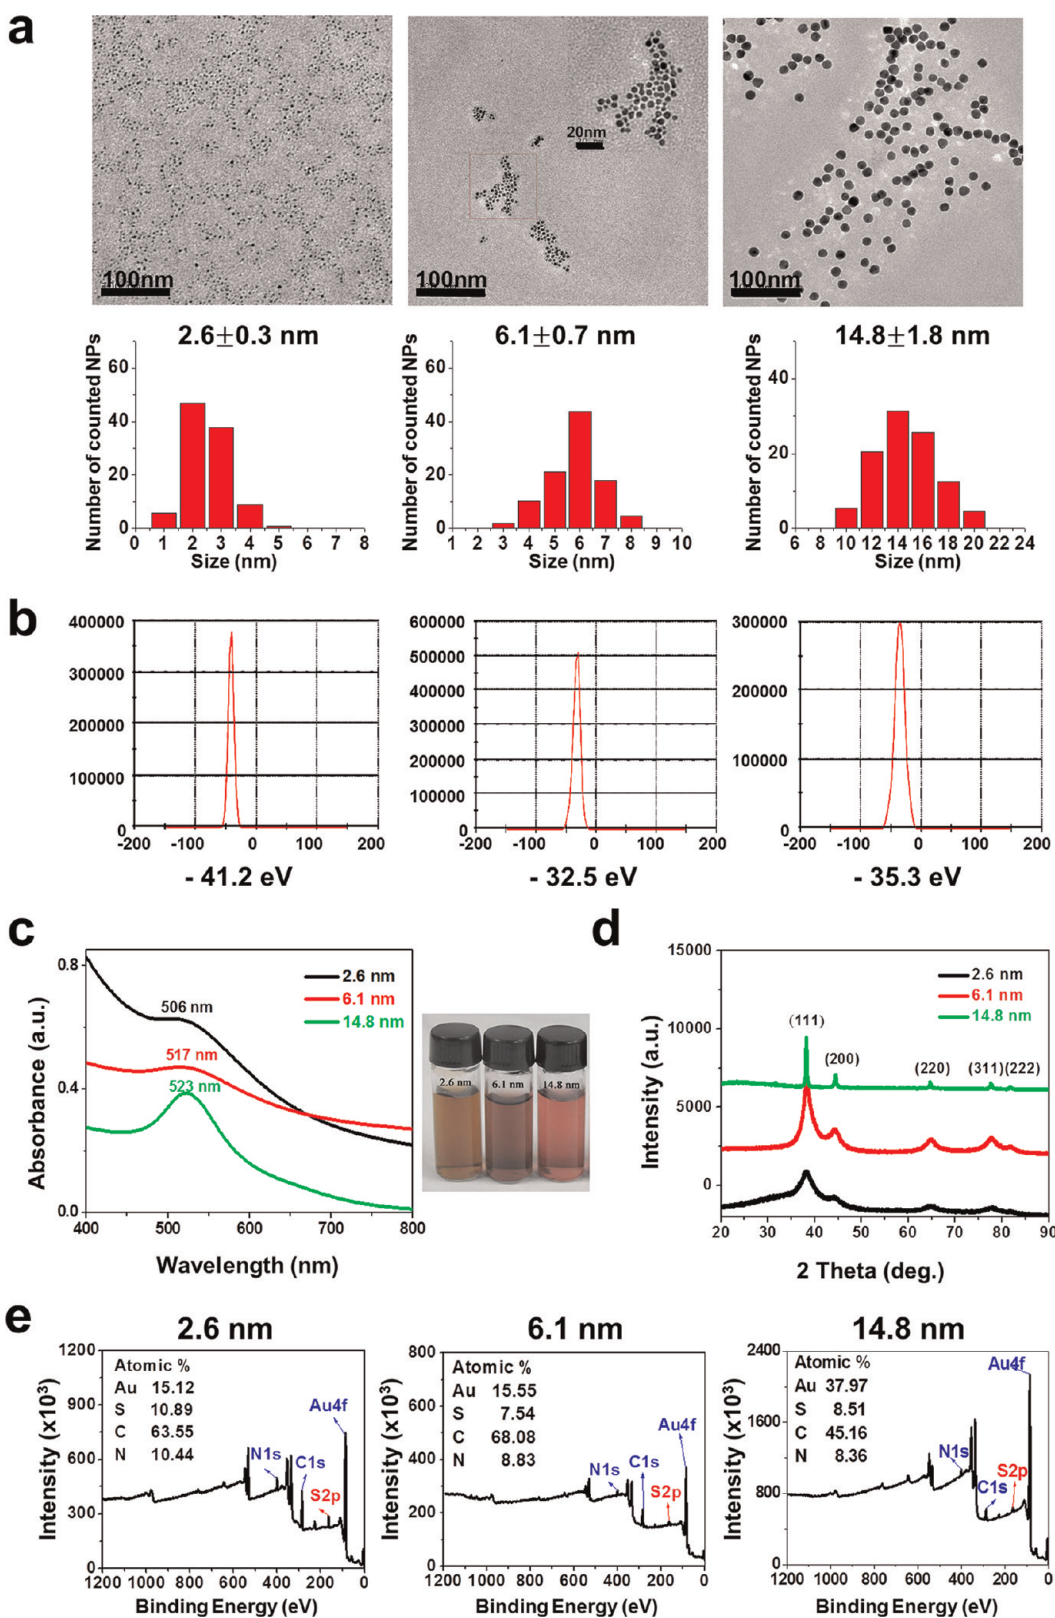 a
20nm
100nm
100nm
100nm
2.6±0.3 nm
6.1±0.7 nm
14.8±1.8 nm
Number of counted NPs
60
40
20
0
0 1 2 3 4 5 6 7 8
Size (nm)
Number of counted NPs
60
40
20
0
1 2 3 4 5 6 7 8 9 10
Size (nm)
Number of counted NPs
60
40
20
0
6 8 10 12 14 16 18 20 22 24
Size (nm)
b
400000
300000
200000
100000
0
-200 -100 0 100 200
- 41.2 eV
600000
500000
400000
300000
200000
100000
0
-200 -100 0 100 200
- 32.5 eV
300000
200000
100000
0
-200 -100 0 100 200
- 35.3 eV
c
Absorbance (a.u.)
0.8
0.4
0.0
2.6 nm
6.1 nm
14.8 nm
506 nm
517 nm
523 nm
400 500 600 700 800
Wavelength (nm)
2.6 nm 6.1 nm 14.8 nm
d
Intensity (a.u.)
15000
10000
5000
0
2.6 nm
6.1 nm
14.8 nm
(111)
(200)
(220)
(311)(222)
20 30 40 50 60 70 80 90
2 Theta (deg.)
e
2.6 nm
Intensity (x10³)
1200
900
600
300
0
Atomic %
Au 15.12
S 10.89
C 63.55
N 10.44
Au4f
N1s
C1s
S2p
1200 1000 800 600 400 200 0
Binding Energy (eV)
6.1 nm
Intensity (x10³)
800
600
400
200
0
Atomic %
Au 15.55
S 7.54
C 68.08
N 8.83
Au4f
N1s
C1s
S2p
1200 1000 800 600 400 200 0
Binding Energy (eV)
14.8 nm
Intensity (x10³)
2400
1600
800
0
Atomic %
Au 37.97
S 8.51
C 45.16
N 8.36
Au4f
N1s
S2p
C1s
1200 1000 800 600 400 200 0
Binding Energy (eV)